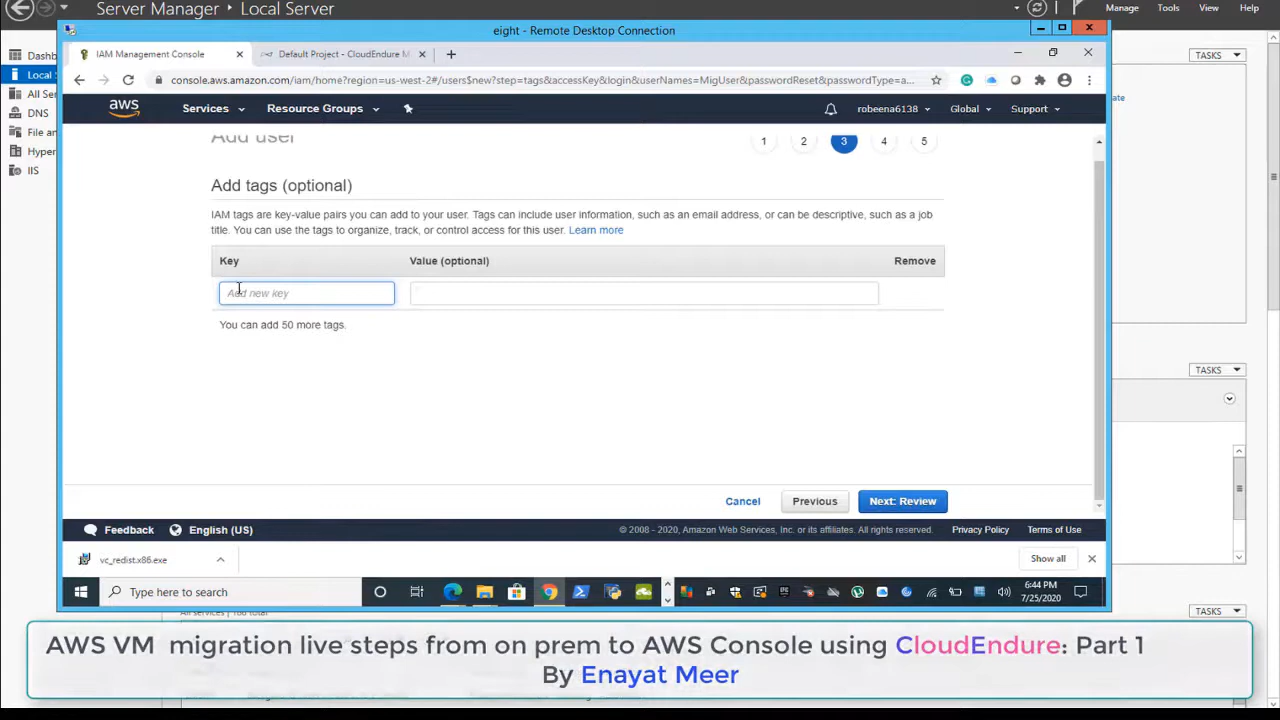 Server Manager • Local Server
Manage
Tools
View
Help
eight - Remote Desktop Connection
IAM Management Console
Default Project - CloudEndure M
console.aws.amazon.com/iam/home?region=us-west-2#/users$new?step=tags&accessKey&login&userNames=MigUser&passwordReset&passwordType=a...
Dashb
Local
All Se
DNS
File an
Hyper
IIS
TASKS
aws
Services
Resource Groups
robeena6138
Global
Support
Add user
1
2
3
4
5
Add tags (optional)
IAM tags are key-value pairs you can add to your user. Tags can include user information, such as an email address, or can be descriptive, such as a job
title. You can use the tags to organize, track, or control access for this user. Learn more
Key
Value (optional)
Remove
Add new key
You can add 50 more tags.
TASKS
Cancel
Previous
Next: Review
Feedback
English (US)
© 2008 - 2020, Amazon Web Services, Inc. or its affiliates. All rights reserved.
Privacy Policy
Terms of Use
vc_redist.x86.exe
Show all
Type here to search
6:44 PM
7/25/2020
TASKS
AWS VM migration live steps from on prem to AWS Console using CloudEndure: Part 1
By Enayat Meer